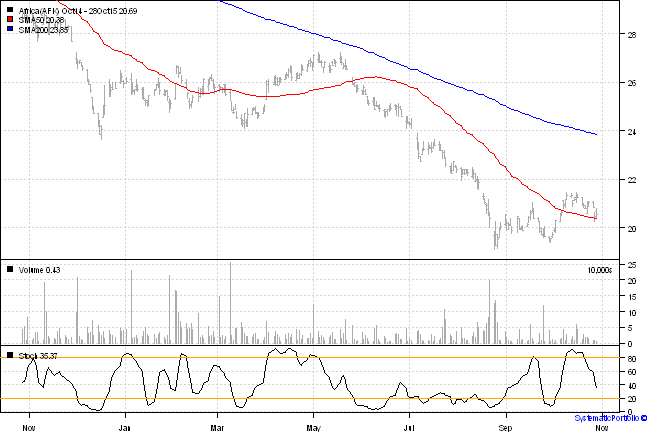 Africa(AFK) Oct14 - 28Oct15 20.69
SMA50 20.38
SMA200 23.85
28
26
24
22
20
Volume 0.43
10,000s
25
20
15
10
5
0
Stoch 35.37
80
60
40
20
0
Nov Jan Mar May Jul Sep Nov
SystematicPortfolio ©